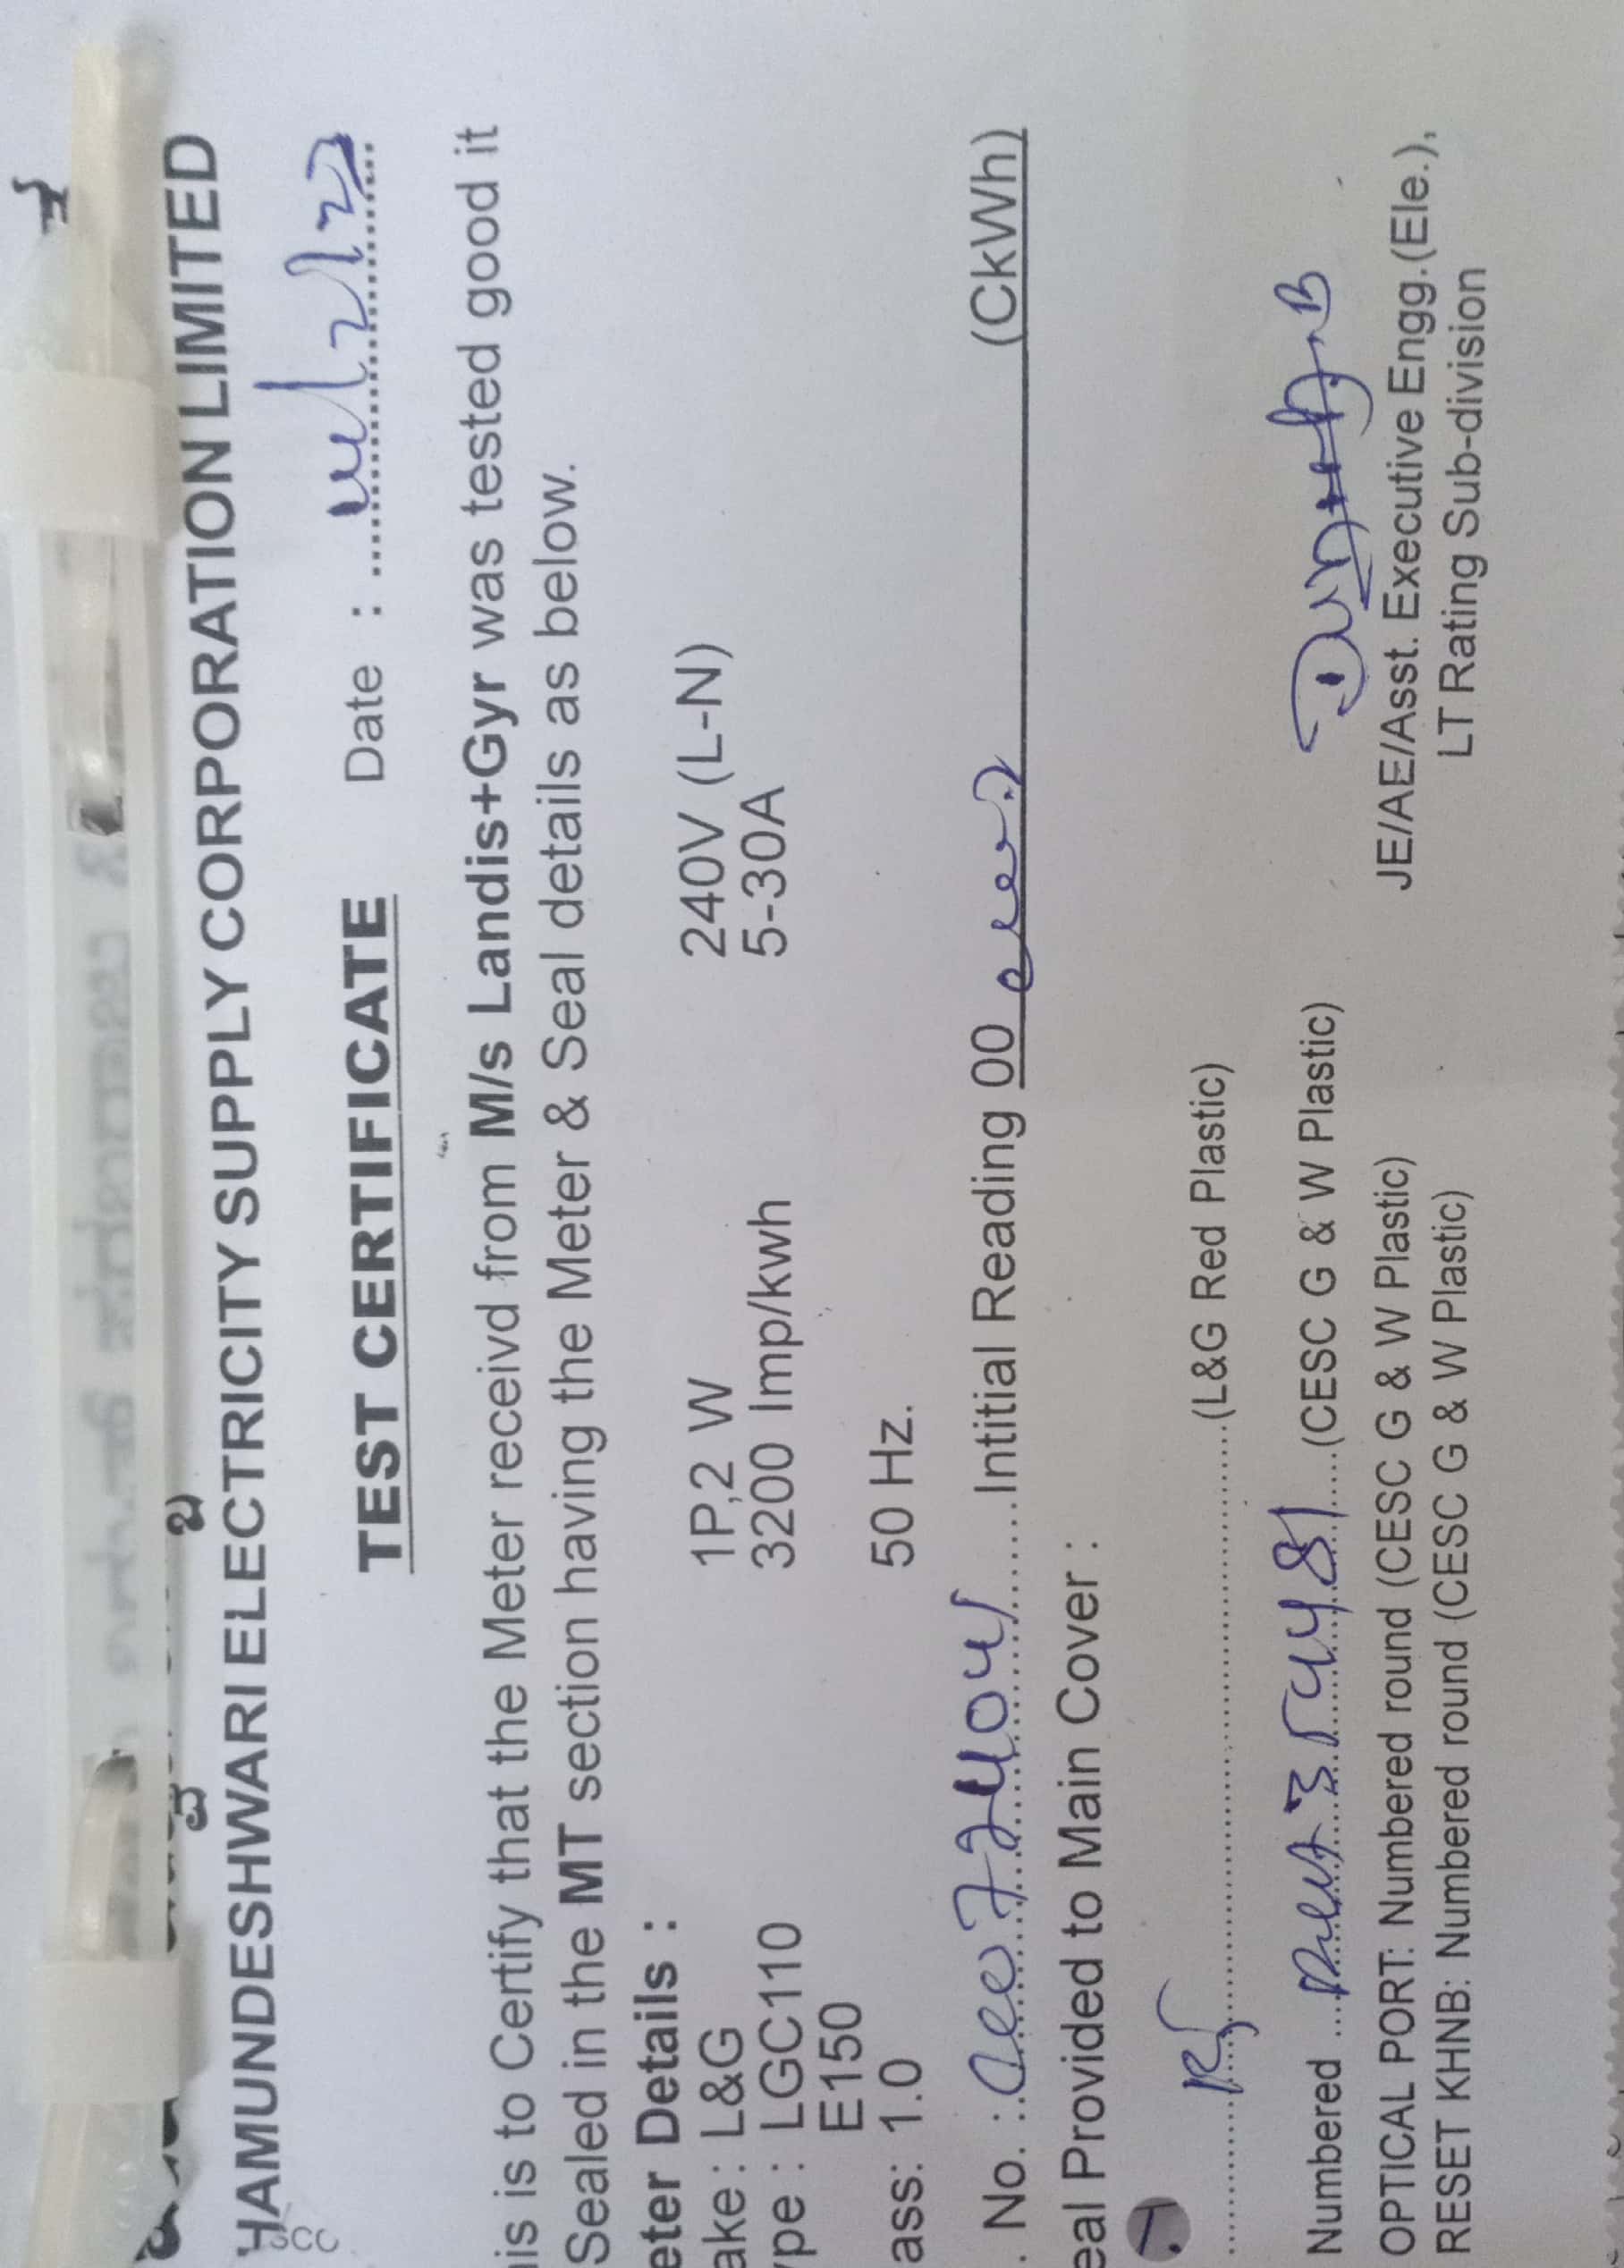 HAMUNDESHWARI ELECTRICITY SUPPLY CORPORATION LIMITED
TEST CERTIFICATE Date :
is is to Certify that the Meter receivd from M/s Landis+Gyr was tested good it
Sealed in the MT section having the Meter & Seal details as below.
eter Details :
ake : L&G 1P,2 W 240V (L-N)
ype : LGC110 3200 Imp/kwh 5-30A
E150
ass: 1.0 50 Hz.
. No. : Intitial Reading 00 (CkWh)
eal Provided to Main Cover :
(L&G Red Plastic)
Numbered (CESC G & W Plastic)
OPTICAL PORT: Numbered round (CESC G & W Plastic)
RESET KHNB: Numbered round (CESC G & W Plastic)
JE/AE/Asst. Executive Engg.(Ele.),
LT Rating Sub-division